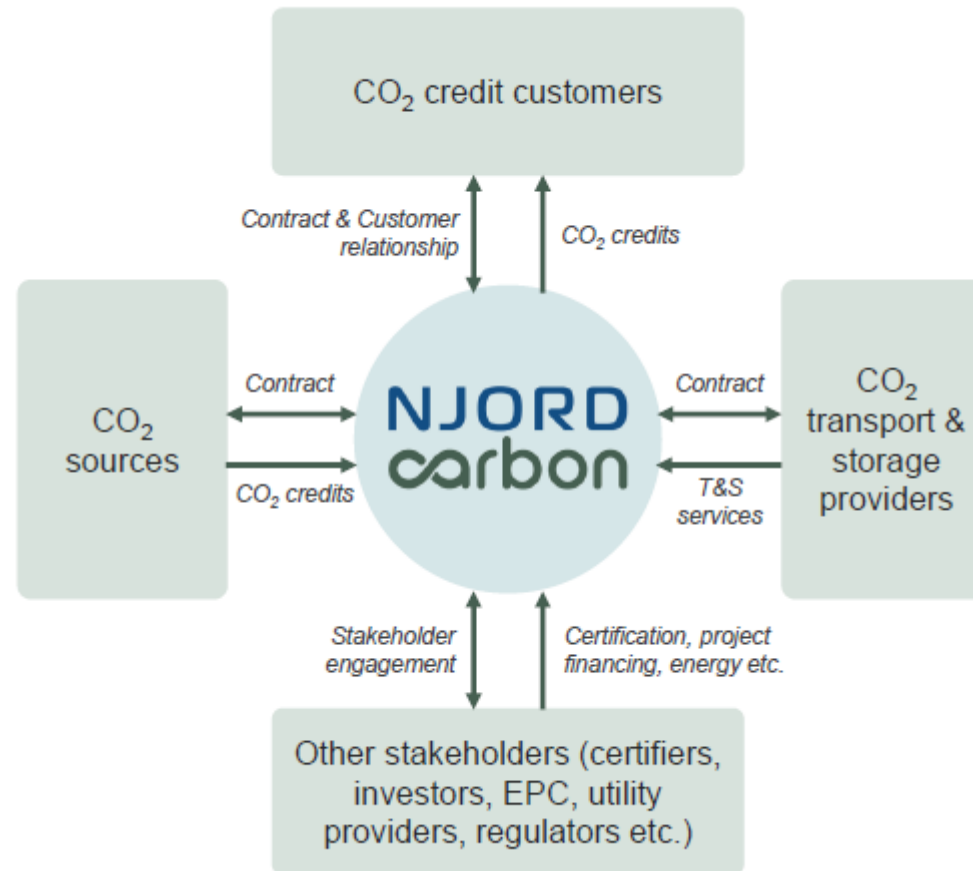 CO₂ credit customers
Contract & Customer
relationship
CO₂ credits
CO₂
sources
Contract
CO₂ credits
NJORD
carbon
Contract
T&S
services
CO₂
transport &
storage
providers
Stakeholder
engagement
Certification, project
financing, energy etc.
Other stakeholders (certifiers,
investors, EPC, utility
providers, regulators etc.)